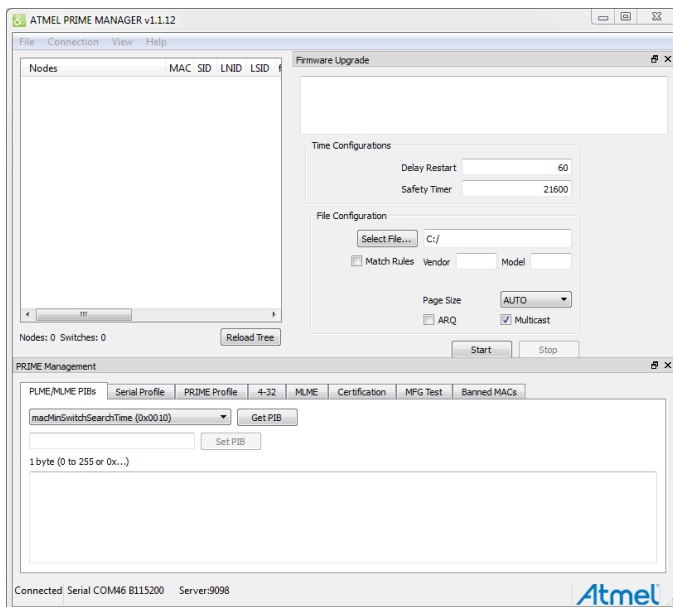 ATMEL PRIME MANAGER v1.1.12
File Connection View Help
Nodes MAC SID LNID LSID f
Nodes: 0 Switches: 0 Reload Tree
Firmware Upgrade
Time Configurations
Delay Restart 60
Safety Timer 21600
File Configuration
Select File... C:/
Match Rules Vendor Model
Page Size AUTO
ARQ Multicast
Start Stop
PRIME Management
PLME/MLME PIBs Serial Profile PRIME Profile 4-32 MLME Certification MFG Test Banned MACs
macMinSwitchSearchTime (0x0010) Get PIB
Set PIB
1 byte (0 to 255 or 0x...)
Connected Serial COM46 B115200 Server:9098
Atmel